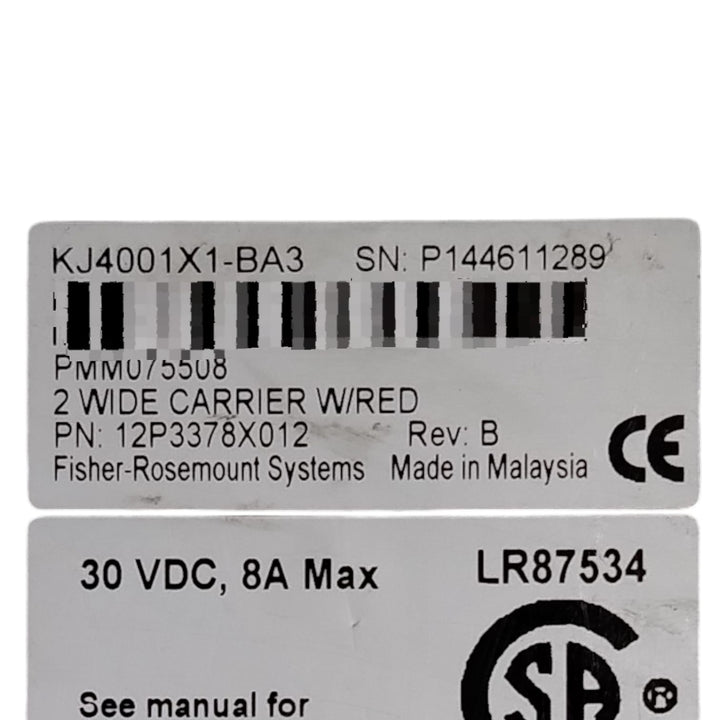 KJ4001X1-BA3 SN: P144611289
PMM075508
2 WIDE CARRIER W/RED
PN: 12P3378X012 Rev: B
Fisher-Rosemount Systems Made in Malaysia
CE
30 VDC, 8A Max LR87534
SA ®
See manual for